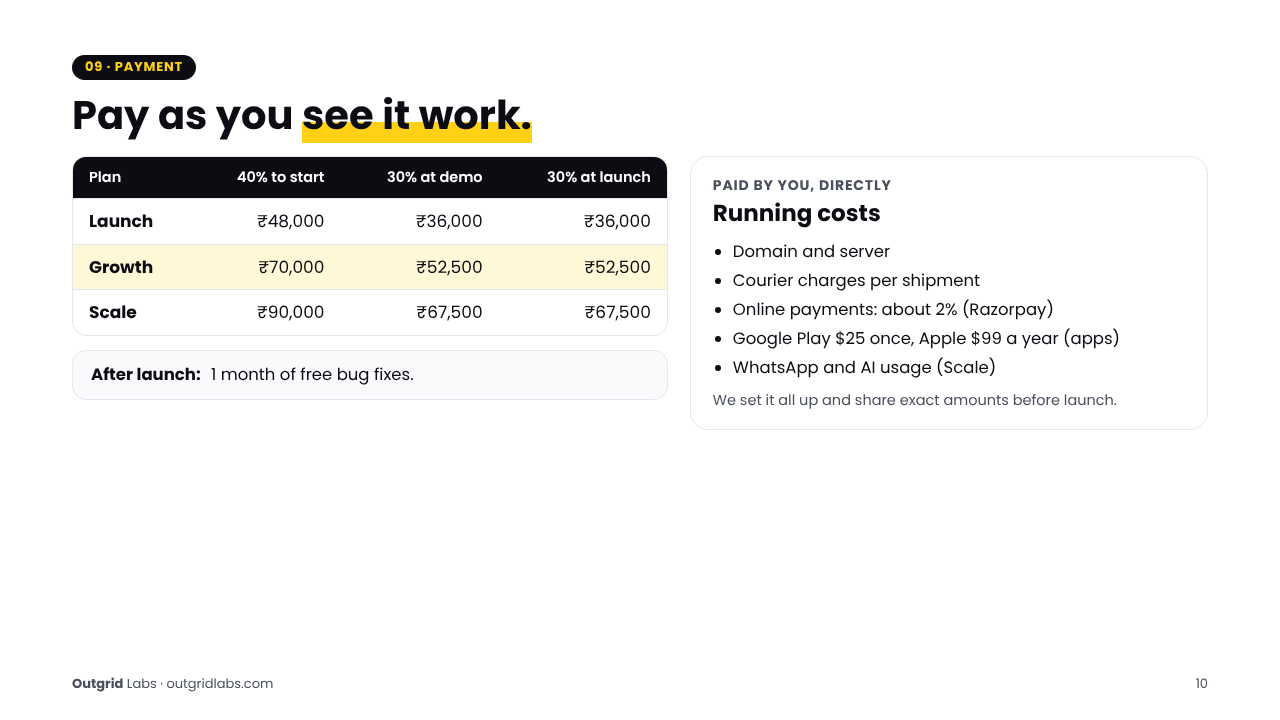 09 · PAYMENT
Pay as you see it work.
Plan 40% to start 30% at demo 30% at launch
Launch ₹48,000 ₹36,000 ₹36,000
Growth ₹70,000 ₹52,500 ₹52,500
Scale ₹90,000 ₹67,500 ₹67,500
After launch: 1 month of free bug fixes.
PAID BY YOU, DIRECTLY
Running costs
• Domain and server
• Courier charges per shipment
• Online payments: about 2% (Razorpay)
• Google Play $25 once, Apple $99 a year (apps)
• WhatsApp and AI usage (Scale)
We set it all up and share exact amounts before launch.
Outgrid Labs · outgridlabs.com
10